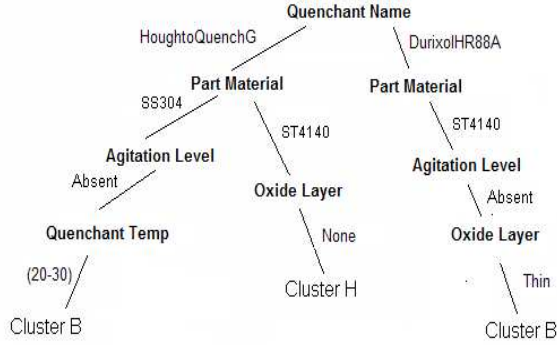 Quenchant Name
HoughtoQuenchG
DurixolHR88A
Part Material
Part Material
SS304
ST4140
ST4140
Agitation Level
Agitation Level
Absent
Oxide Layer
Absent
Quenchant Temp
None
Oxide Layer
(20-30)
Cluster H
Thin
Cluster B
Cluster B